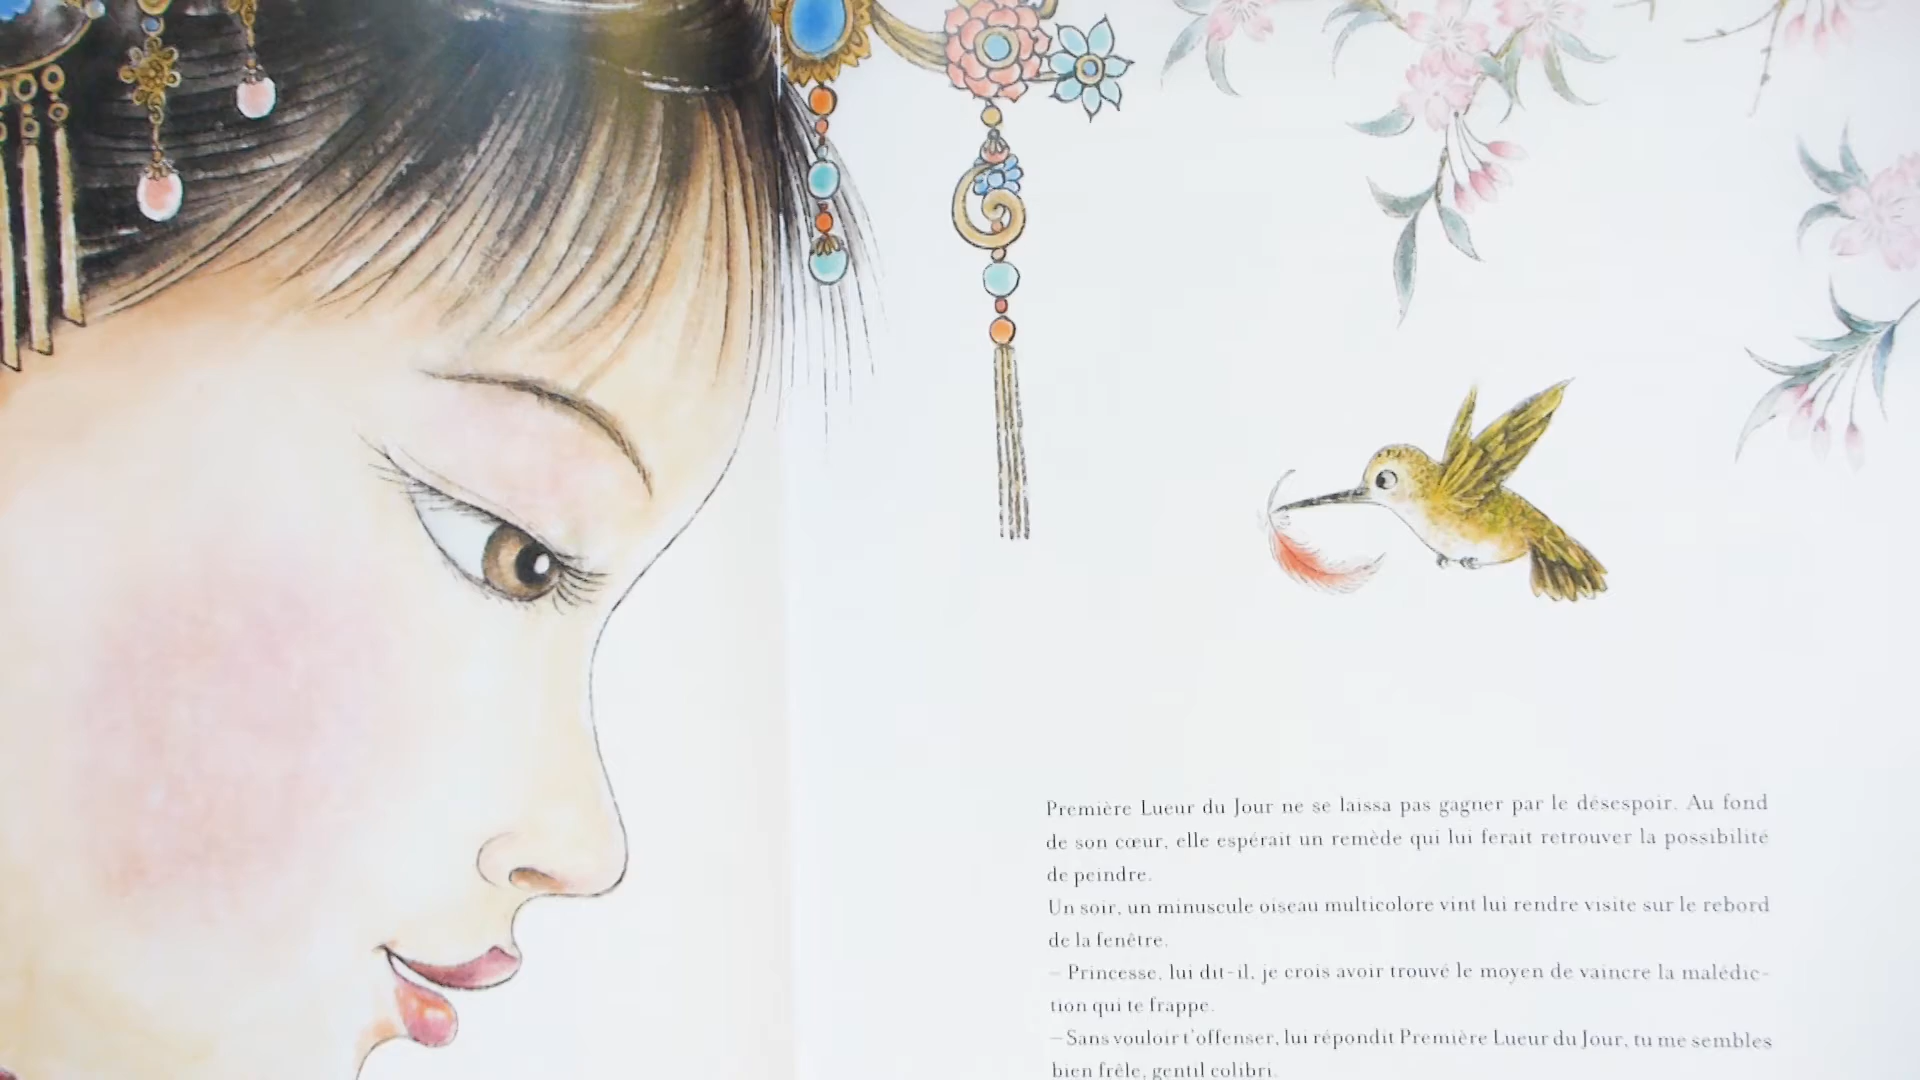 Première Lueur du Jour ne se laissa pas gagner par le désespoir. Au fond
de son cœur, elle espérait un remède qui lui ferait retrouver la possibilité
de peindre.
Un soir, un minuscule oiseau multicolore vint lui rendre visite sur le rebord
de la fenêtre.
– Princesse, lui dit-il, je crois avoir trouvé le moyen de vaincre la malédic-
tion qui te frappe.
– Sans vouloir t'offenser, lui répondit Première Lueur du Jour, tu me sembles
bien frêle, gentil colibri.